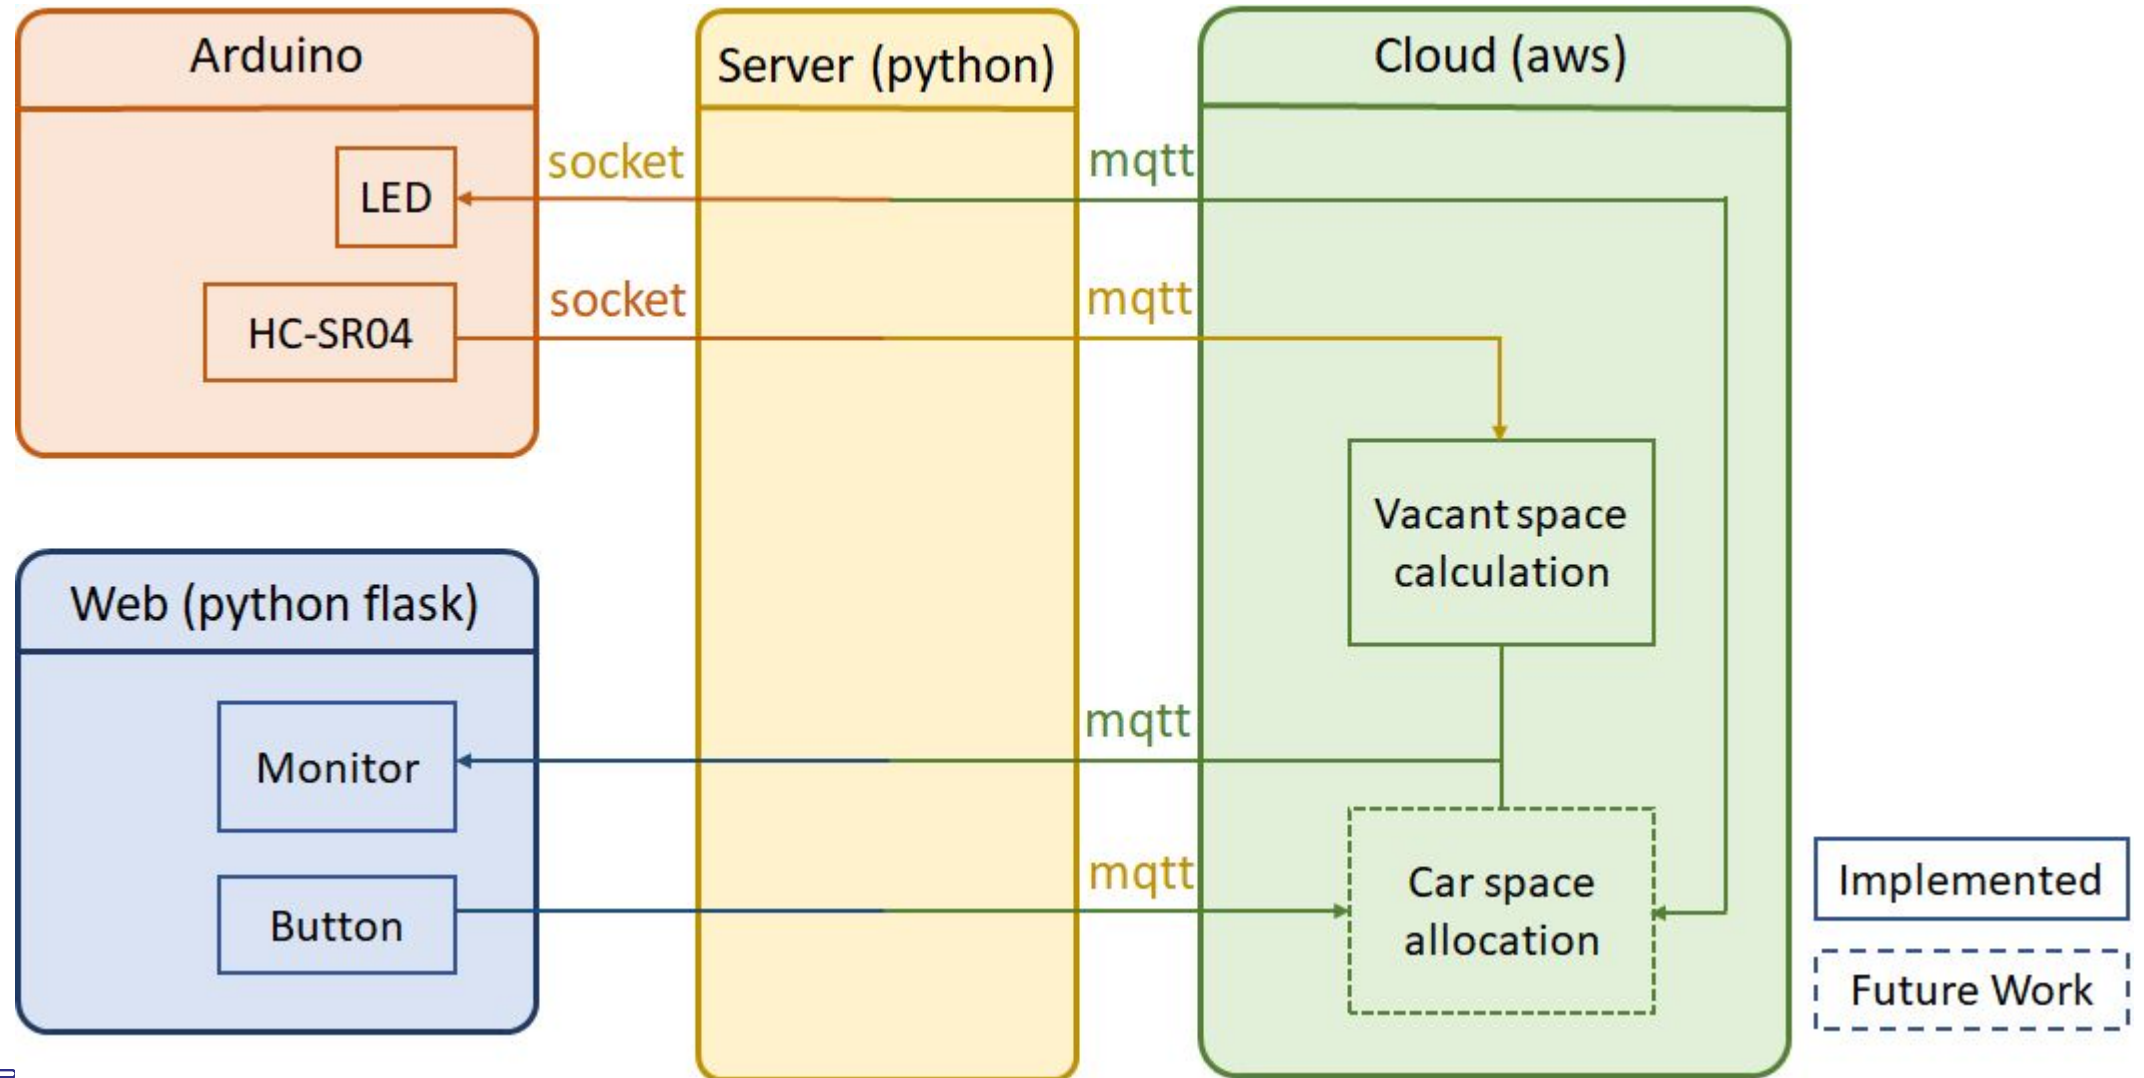 Arduino
LED
HC-SR04
socket
socket
Server (python)
mqtt
mqtt
Cloud (aws)
Vacant space
calculation
Web (python flask)
Monitor
Button
mqtt
mqtt
Car space
allocation
Implemented
Future Work